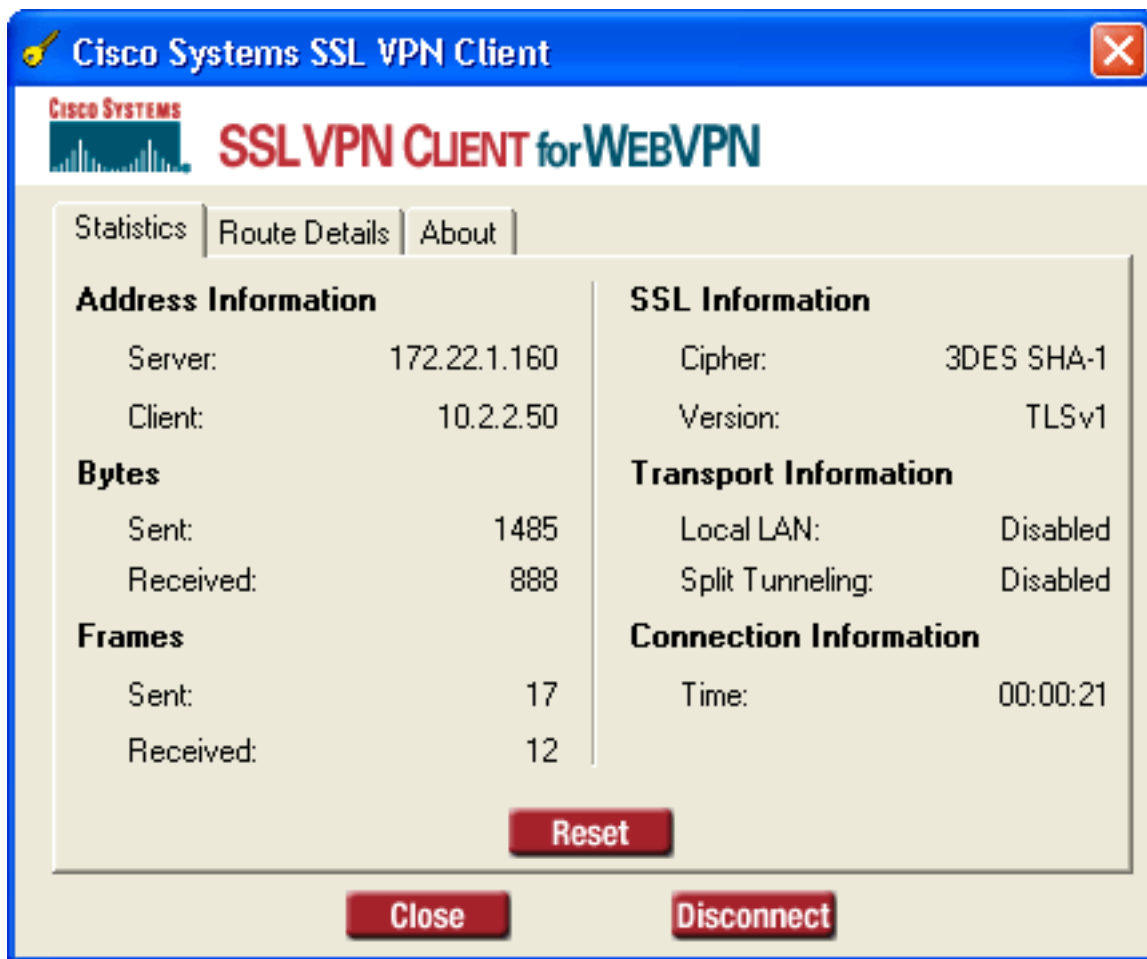 Cisco Systems SSL VPN Client
CISCO SYSTEMS
SSL VPN CLIENT for WEBVPN
Statistics
Route Details
About
Address Information
Server: 172.22.1.160
Client: 10.2.2.50
Bytes
Sent: 1485
Received: 888
Frames
Sent: 17
Received: 12
SSL Information
Cipher: 3DES SHA-1
Version: TLSv1
Transport Information
Local LAN: Disabled
Split Tunneling: Disabled
Connection Information
Time: 00:00:21
Reset
Close
Disconnect